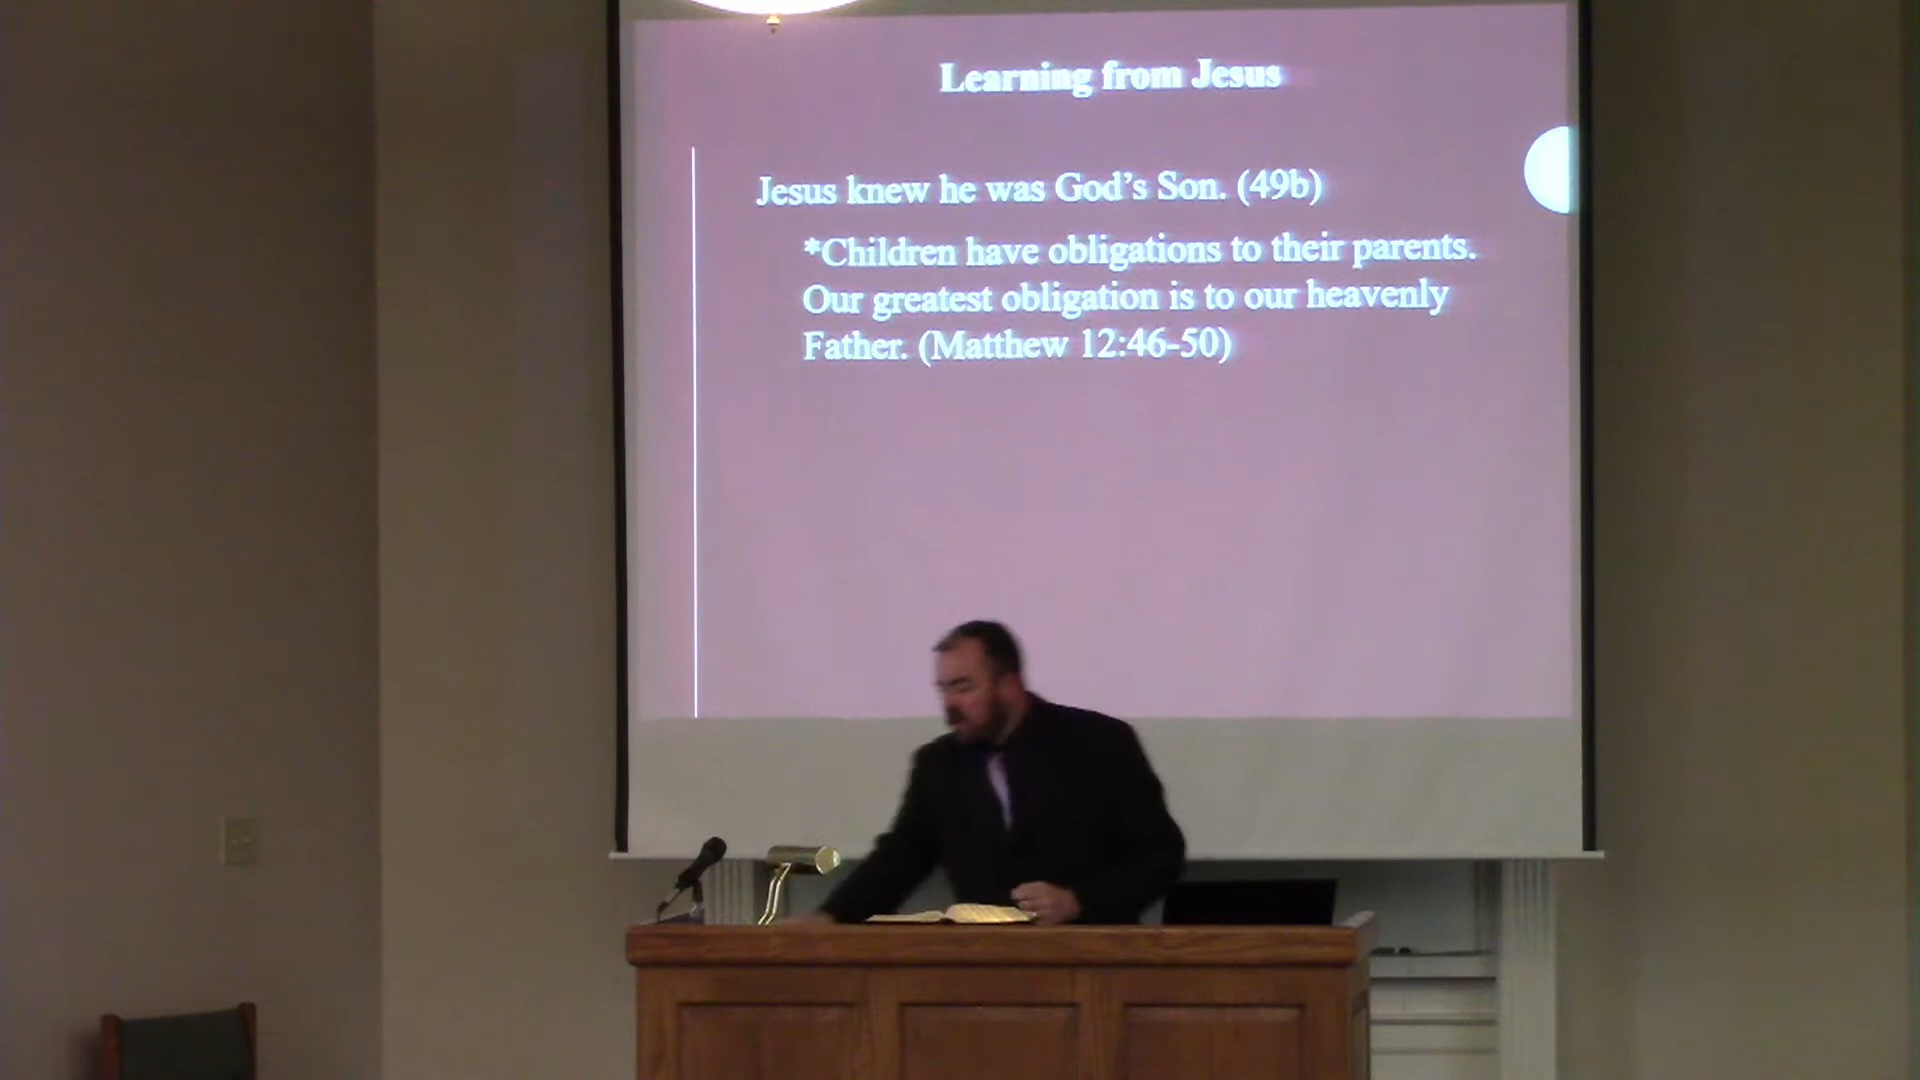 Learning from Jesus
Jesus knew he was God's Son. (49b)
*Children have obligations to their parents.
Our greatest obligation is to our heavenly
Father. (Matthew 12:46-50)